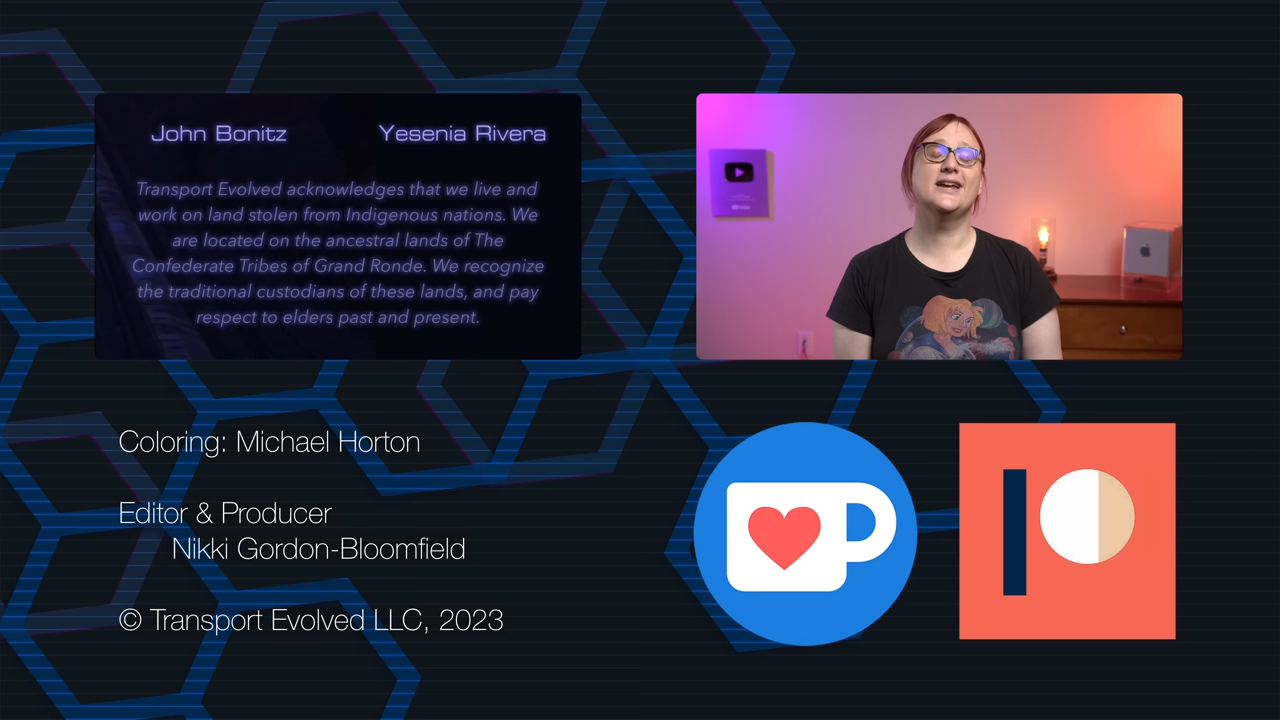 John Bonitz Yesenia Rivera
Transport Evolved acknowledges that we live and
work on land stolen from Indigenous nations. We
are located on the ancestral lands of The
Confederate Tribes of Grand Ronde. We recognize
the traditional custodians of these lands, and pay
respect to elders past and present.
Coloring: Michael Horton
Editor & Producer
Nikki Gordon-Bloomfield
© Transport Evolved LLC, 2023